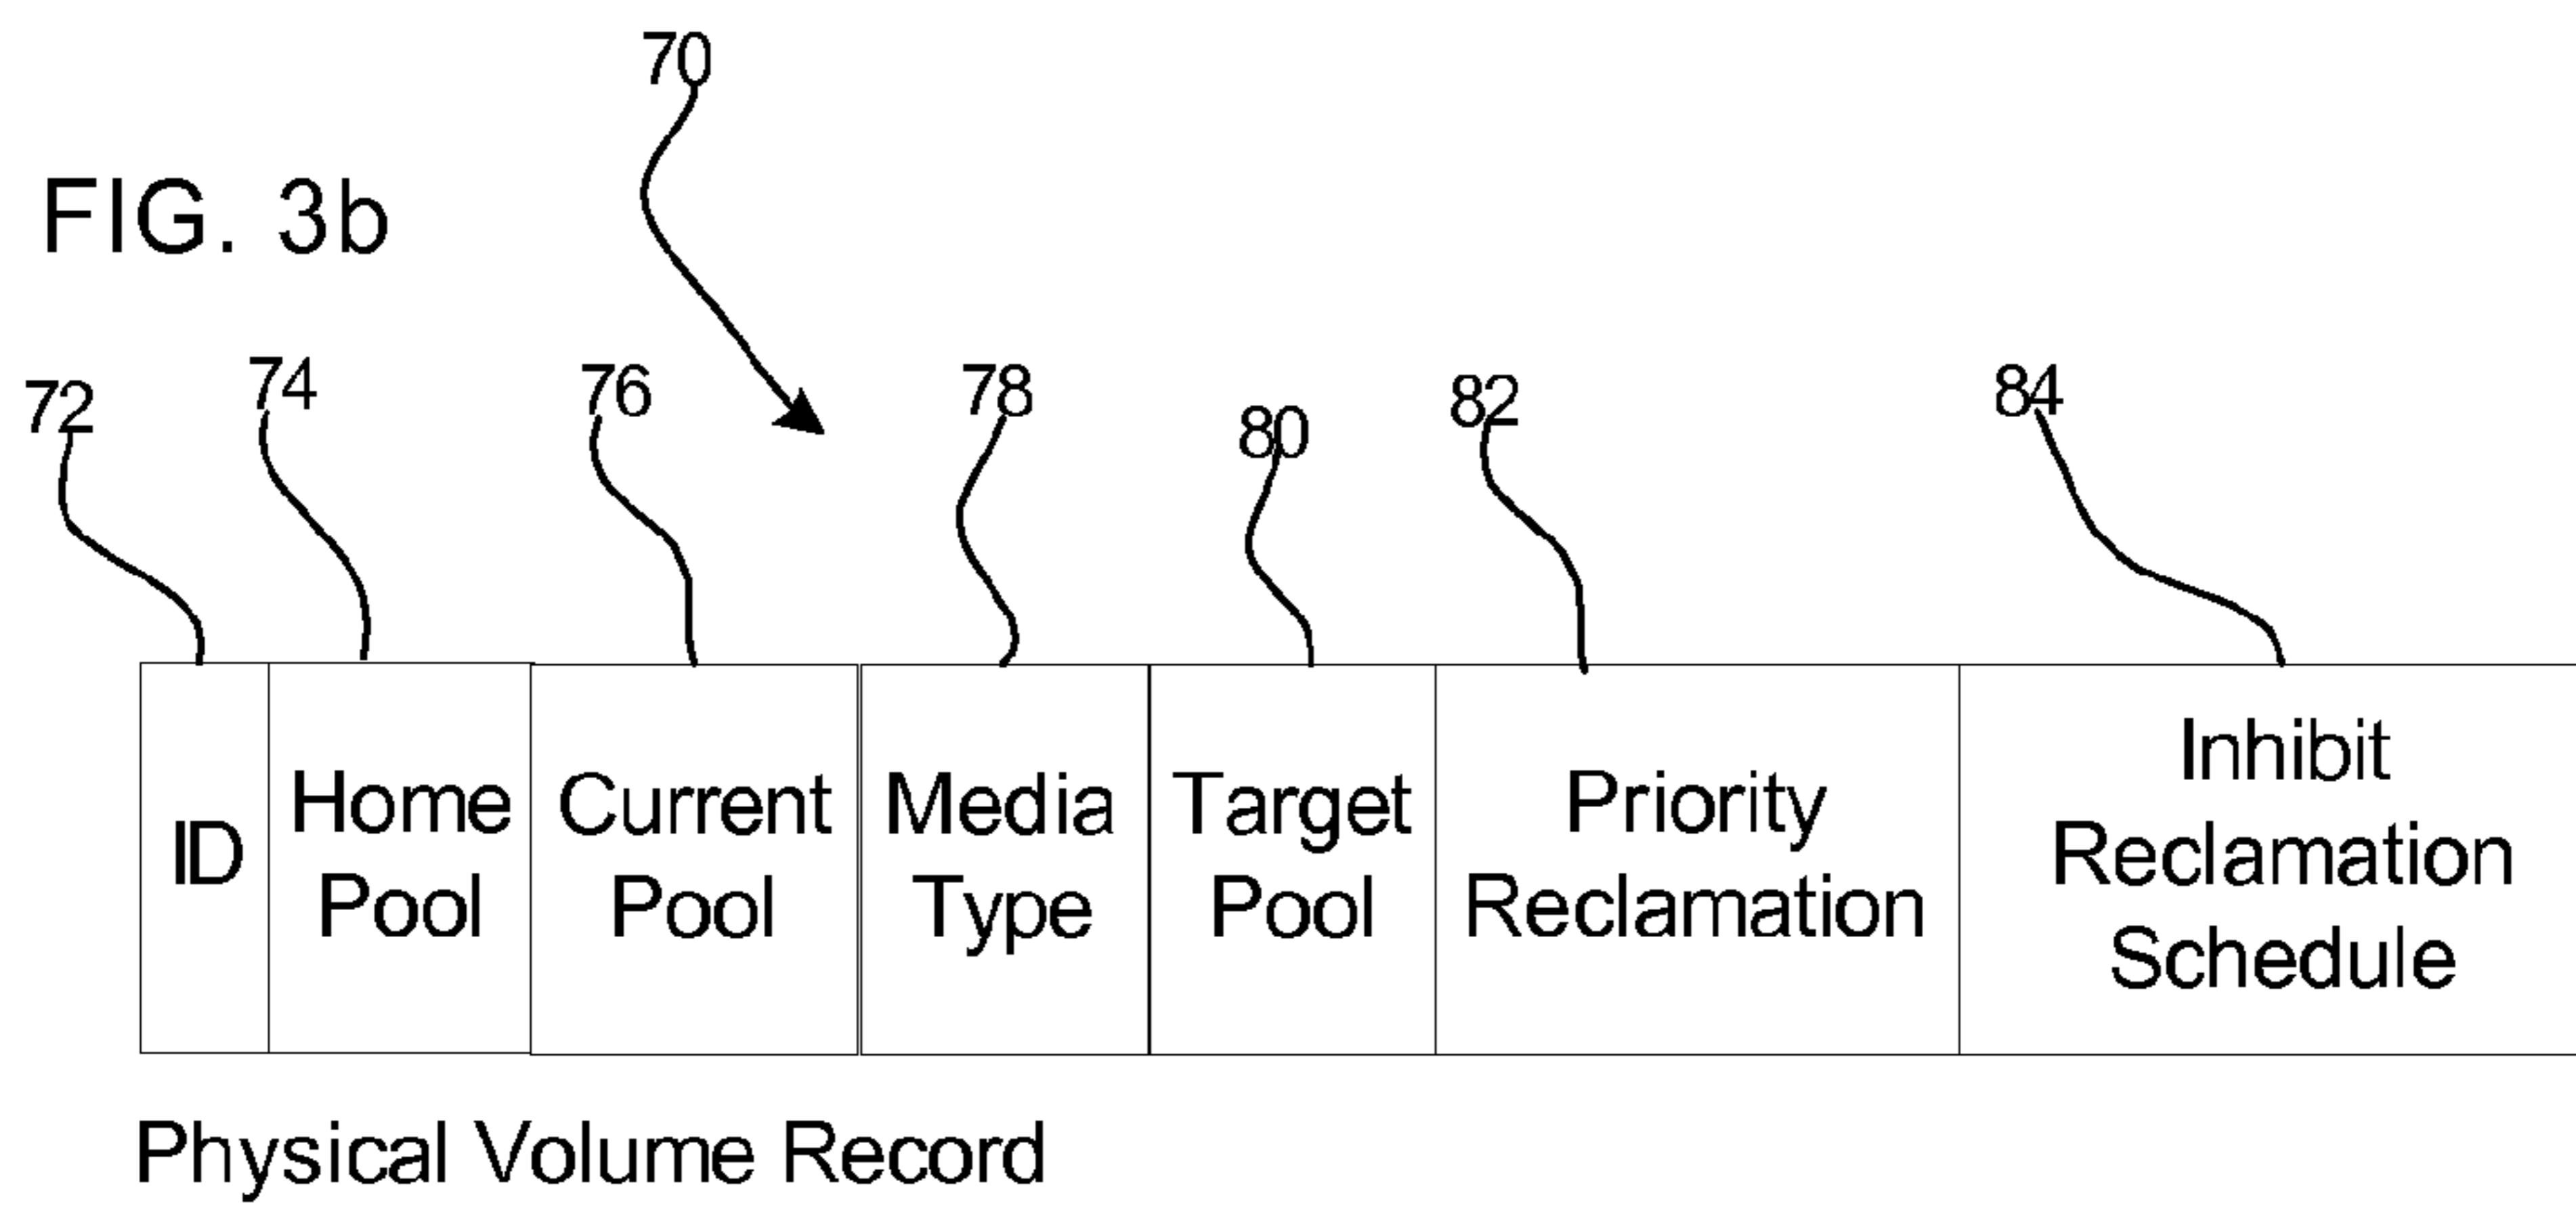 70
FIG. 3b
72
74
76
78
80
82
84
ID
Home
Pool
Current
Pool
Media
Type
Target
Pool
Priority
Reclamation
Inhibit
Reclamation
Schedule
Physical Volume Record